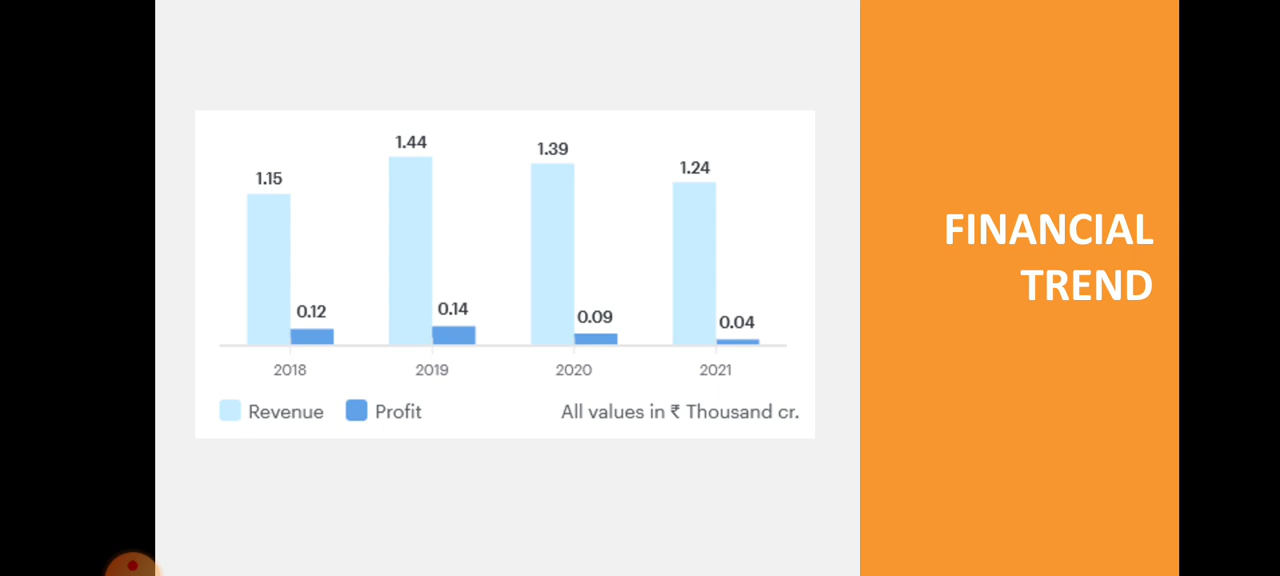 1.15
0.12
1.44
0.14
1.39
0.09
1.24
0.04
2018
2019
2020
2021
Revenue
Profit
All values in ₹ Thousand cr.
FINANCIAL
TREND